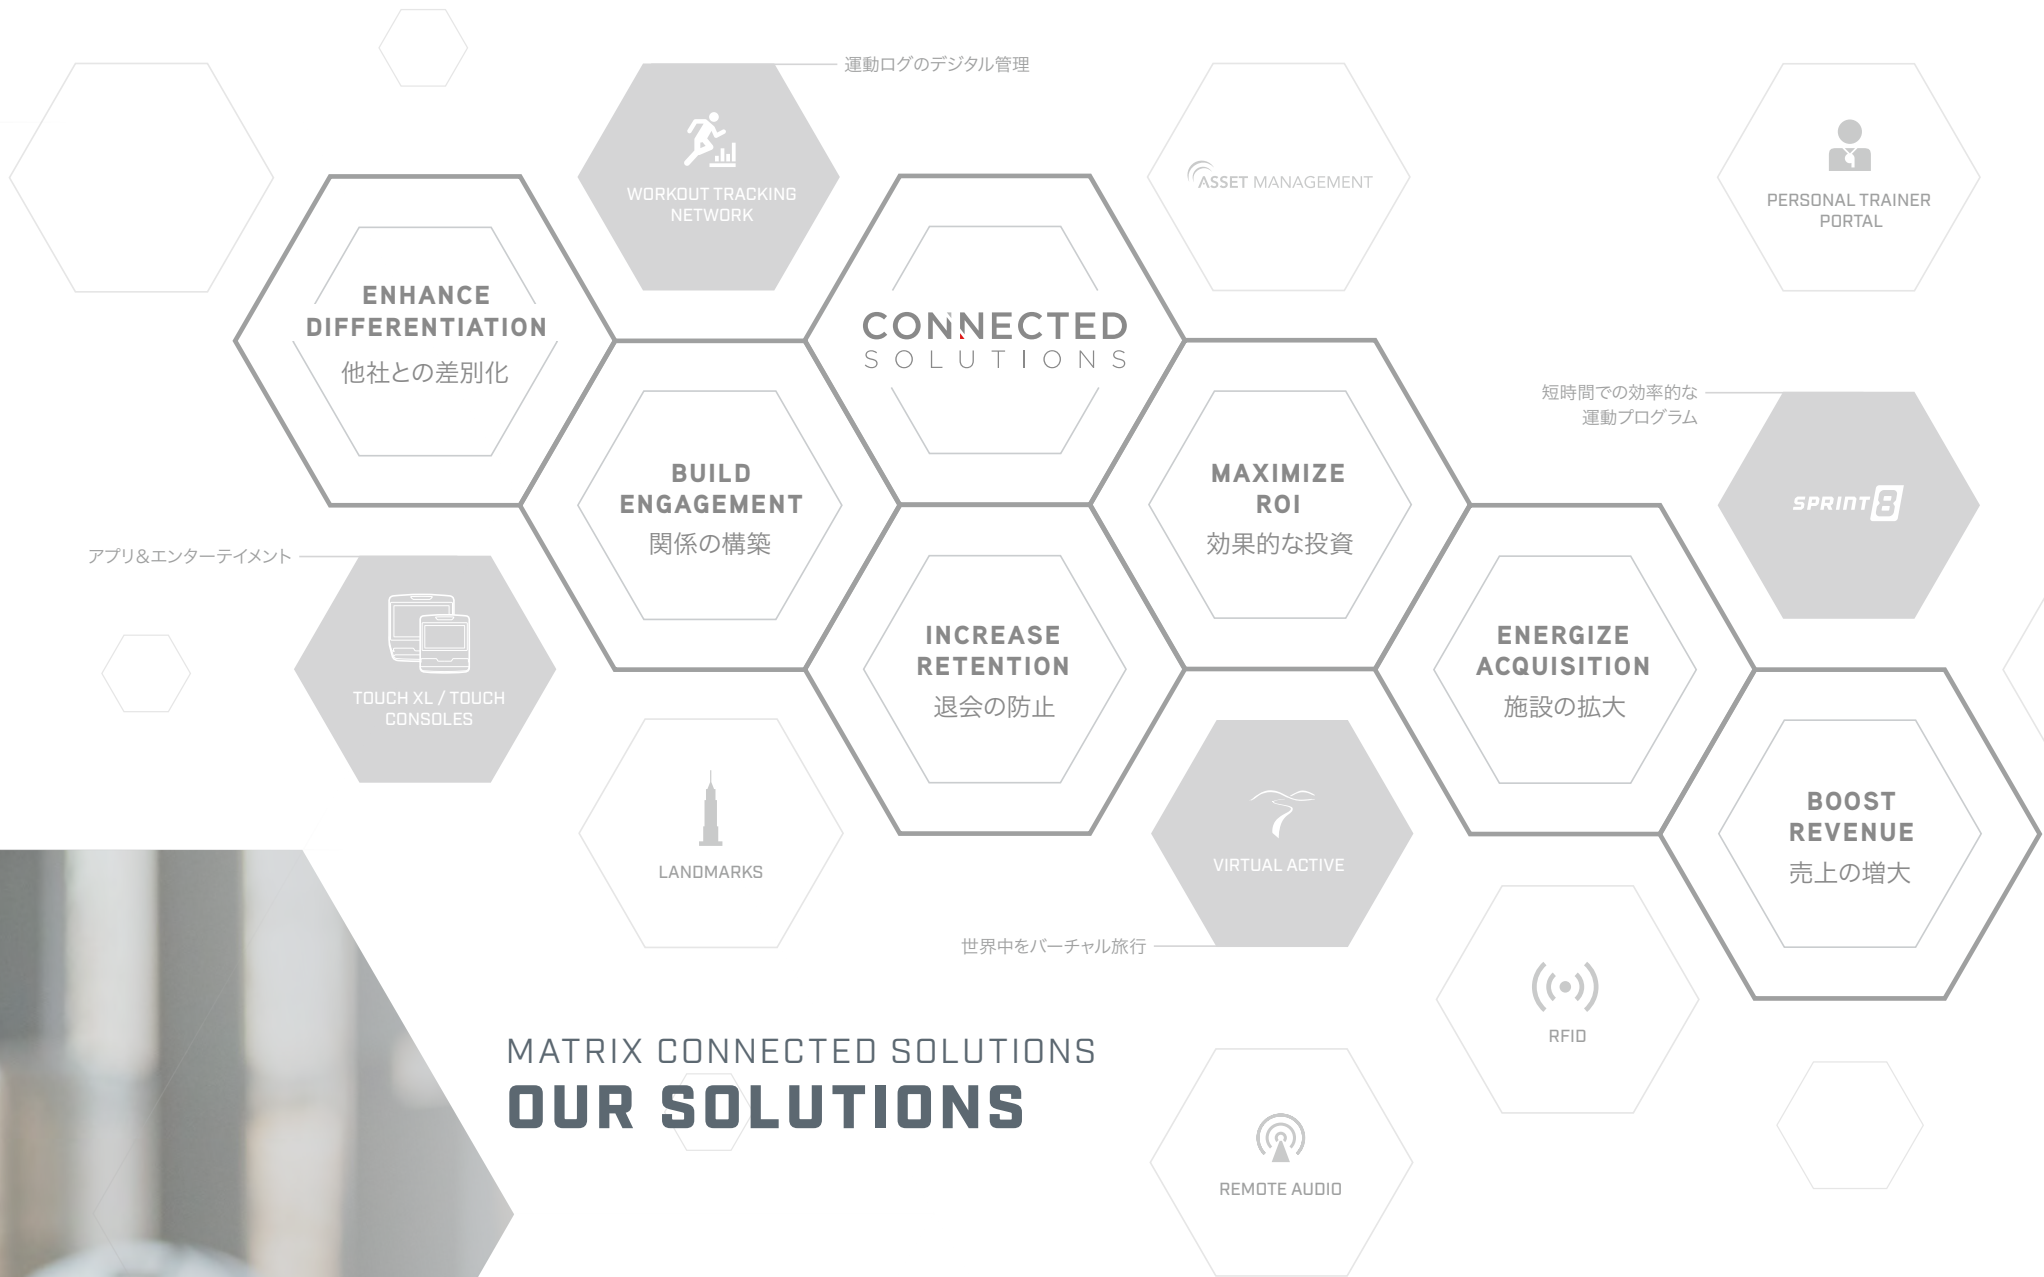 運動ログのデジタル管理
WORKOUT TRACKING
NETWORK
ASSET MANAGEMENT
PERSONAL TRAINER
PORTAL
ENHANCE
DIFFERENTIATION
他社との差別化
CONNECTED
SOLUTIONS
短時間での効率的な
運動プログラム
SPRINT 8
BUILD
ENGAGEMENT
関係の構築
MAXIMIZE
ROI
効果的な投資
アプリ&エンターテイメント
TOUCH XL / TOUCH
CONSOLES
INCREASE
RETENTION
退会の防止
ENERGIZE
ACQUISITION
施設の拡大
LANDMARKS
VIRTUAL ACTIVE
世界中をバーチャル旅行
BOOST
REVENUE
売上の増大
RFID
MATRIX CONNECTED SOLUTIONS
OUR SOLUTIONS
REMOTE AUDIO